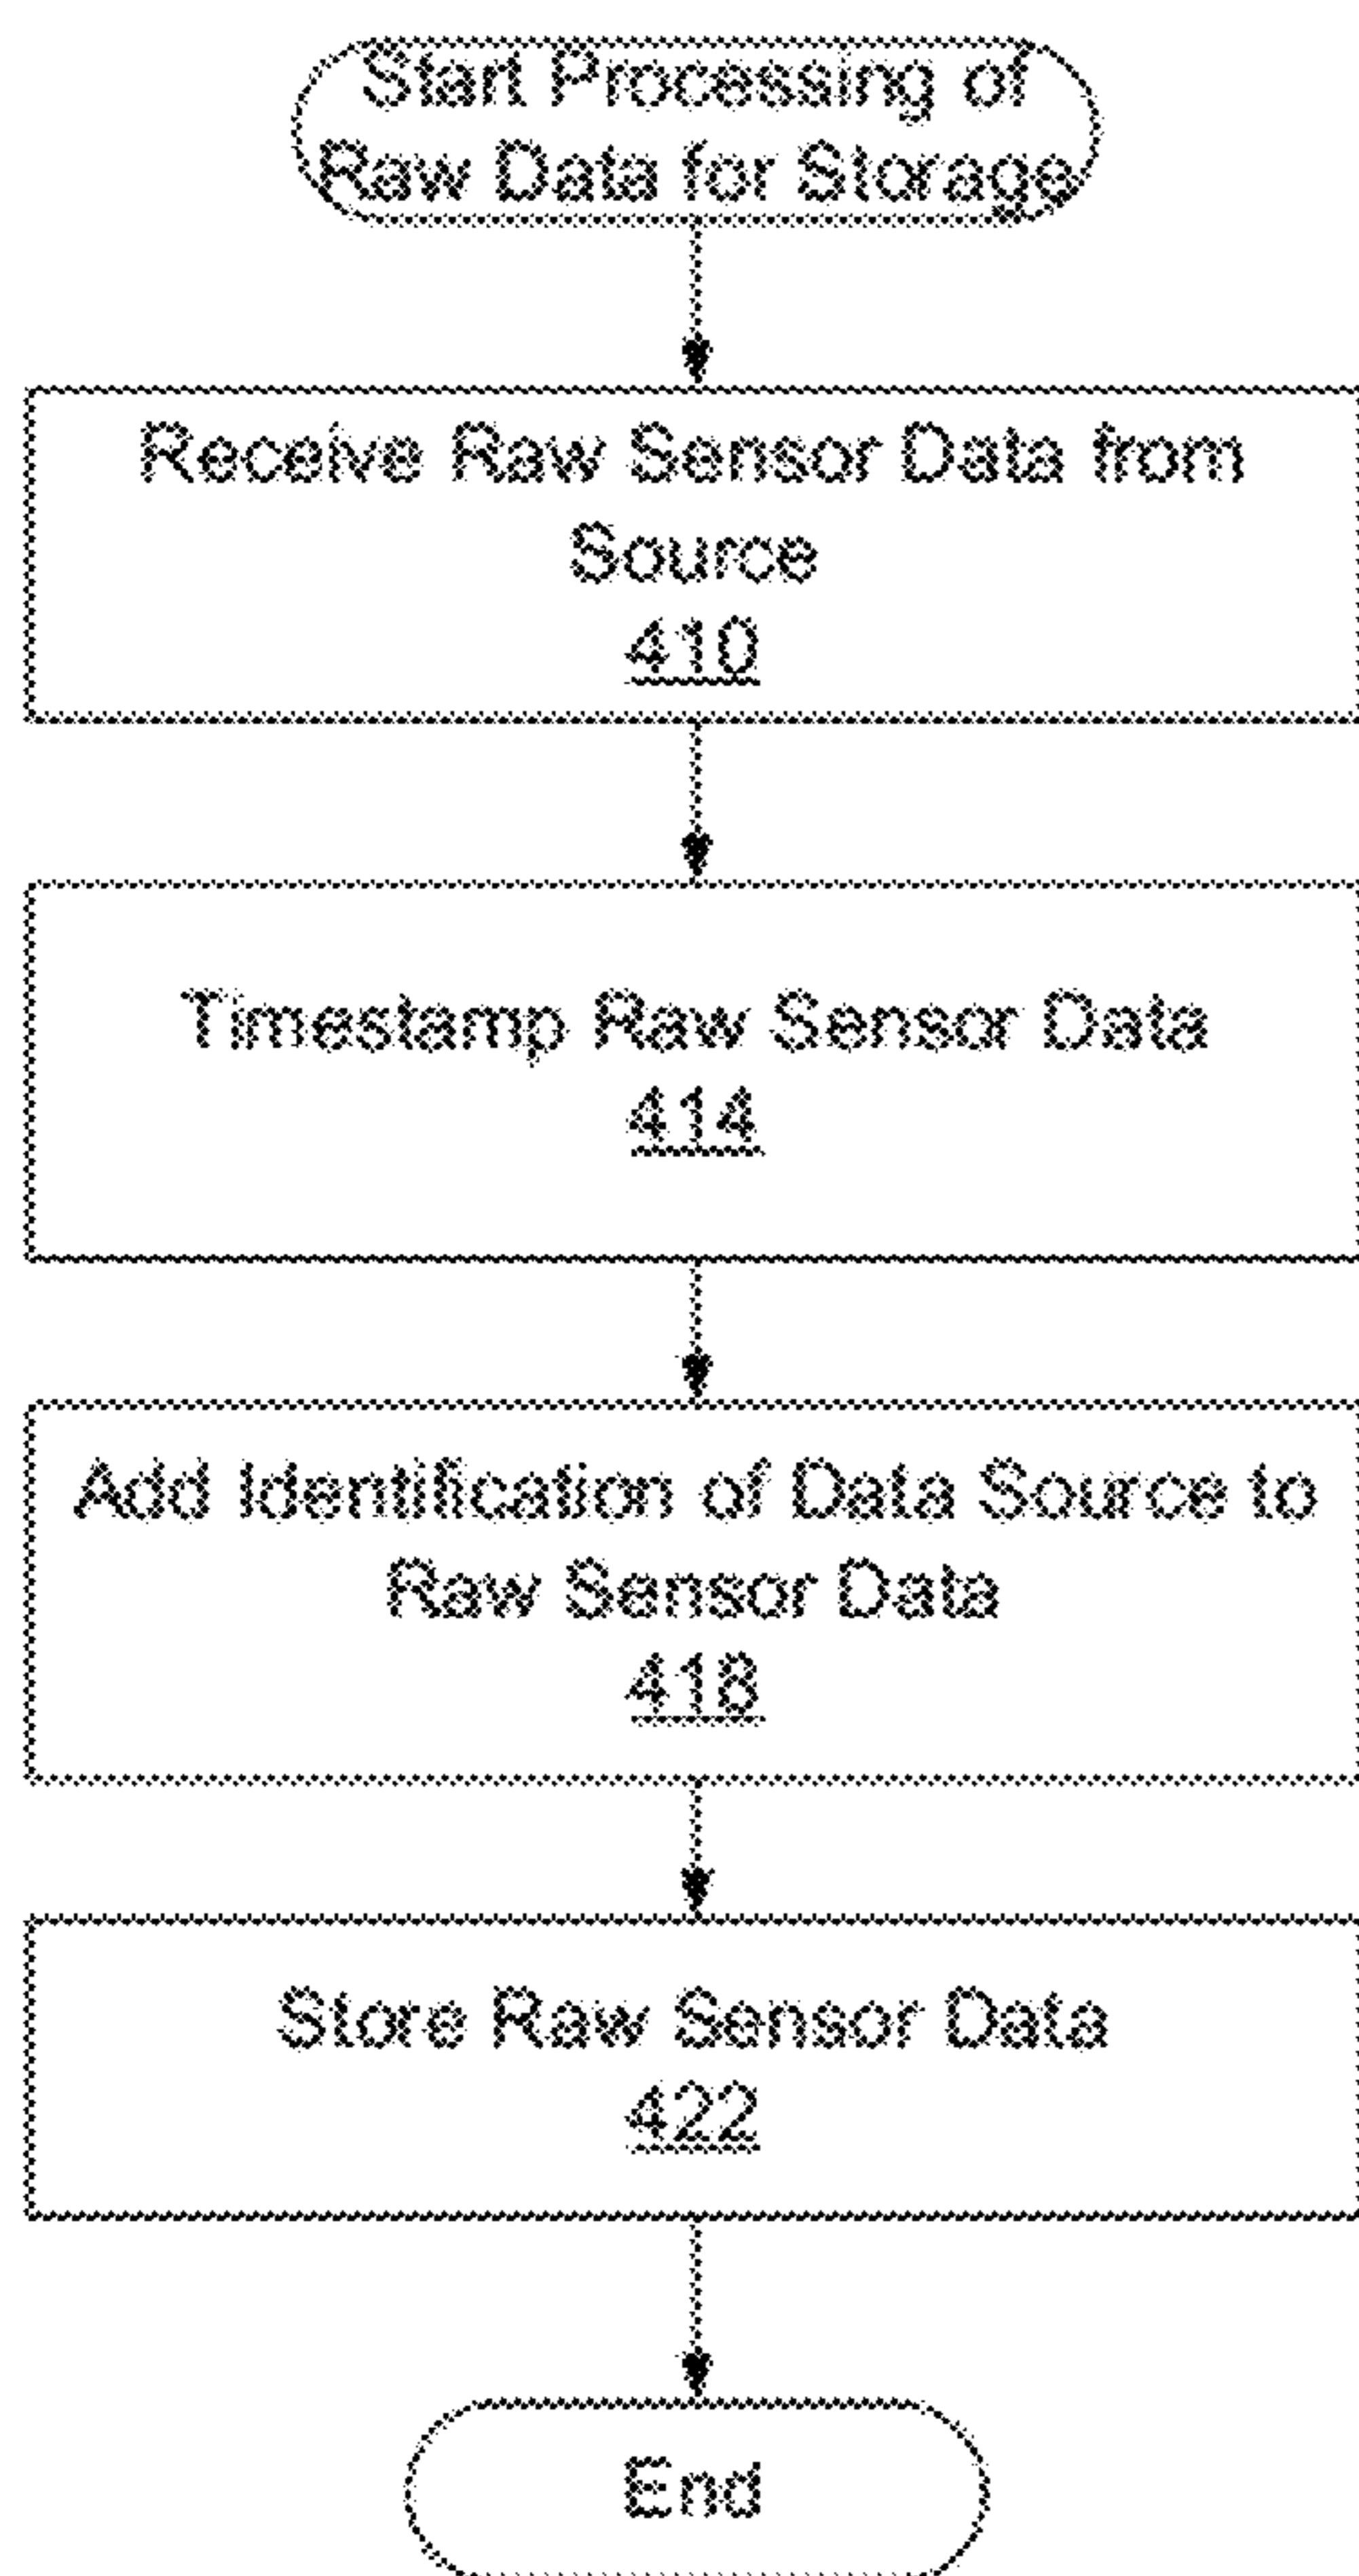 Start Processing of
Raw Data for Storage
Receive Raw Sensor Data from
Source
410
Timestamp Raw Sensor Data
414
Add Identification of Data Source to
Raw Sensor Data
418
Store Raw Sensor Data
422
End